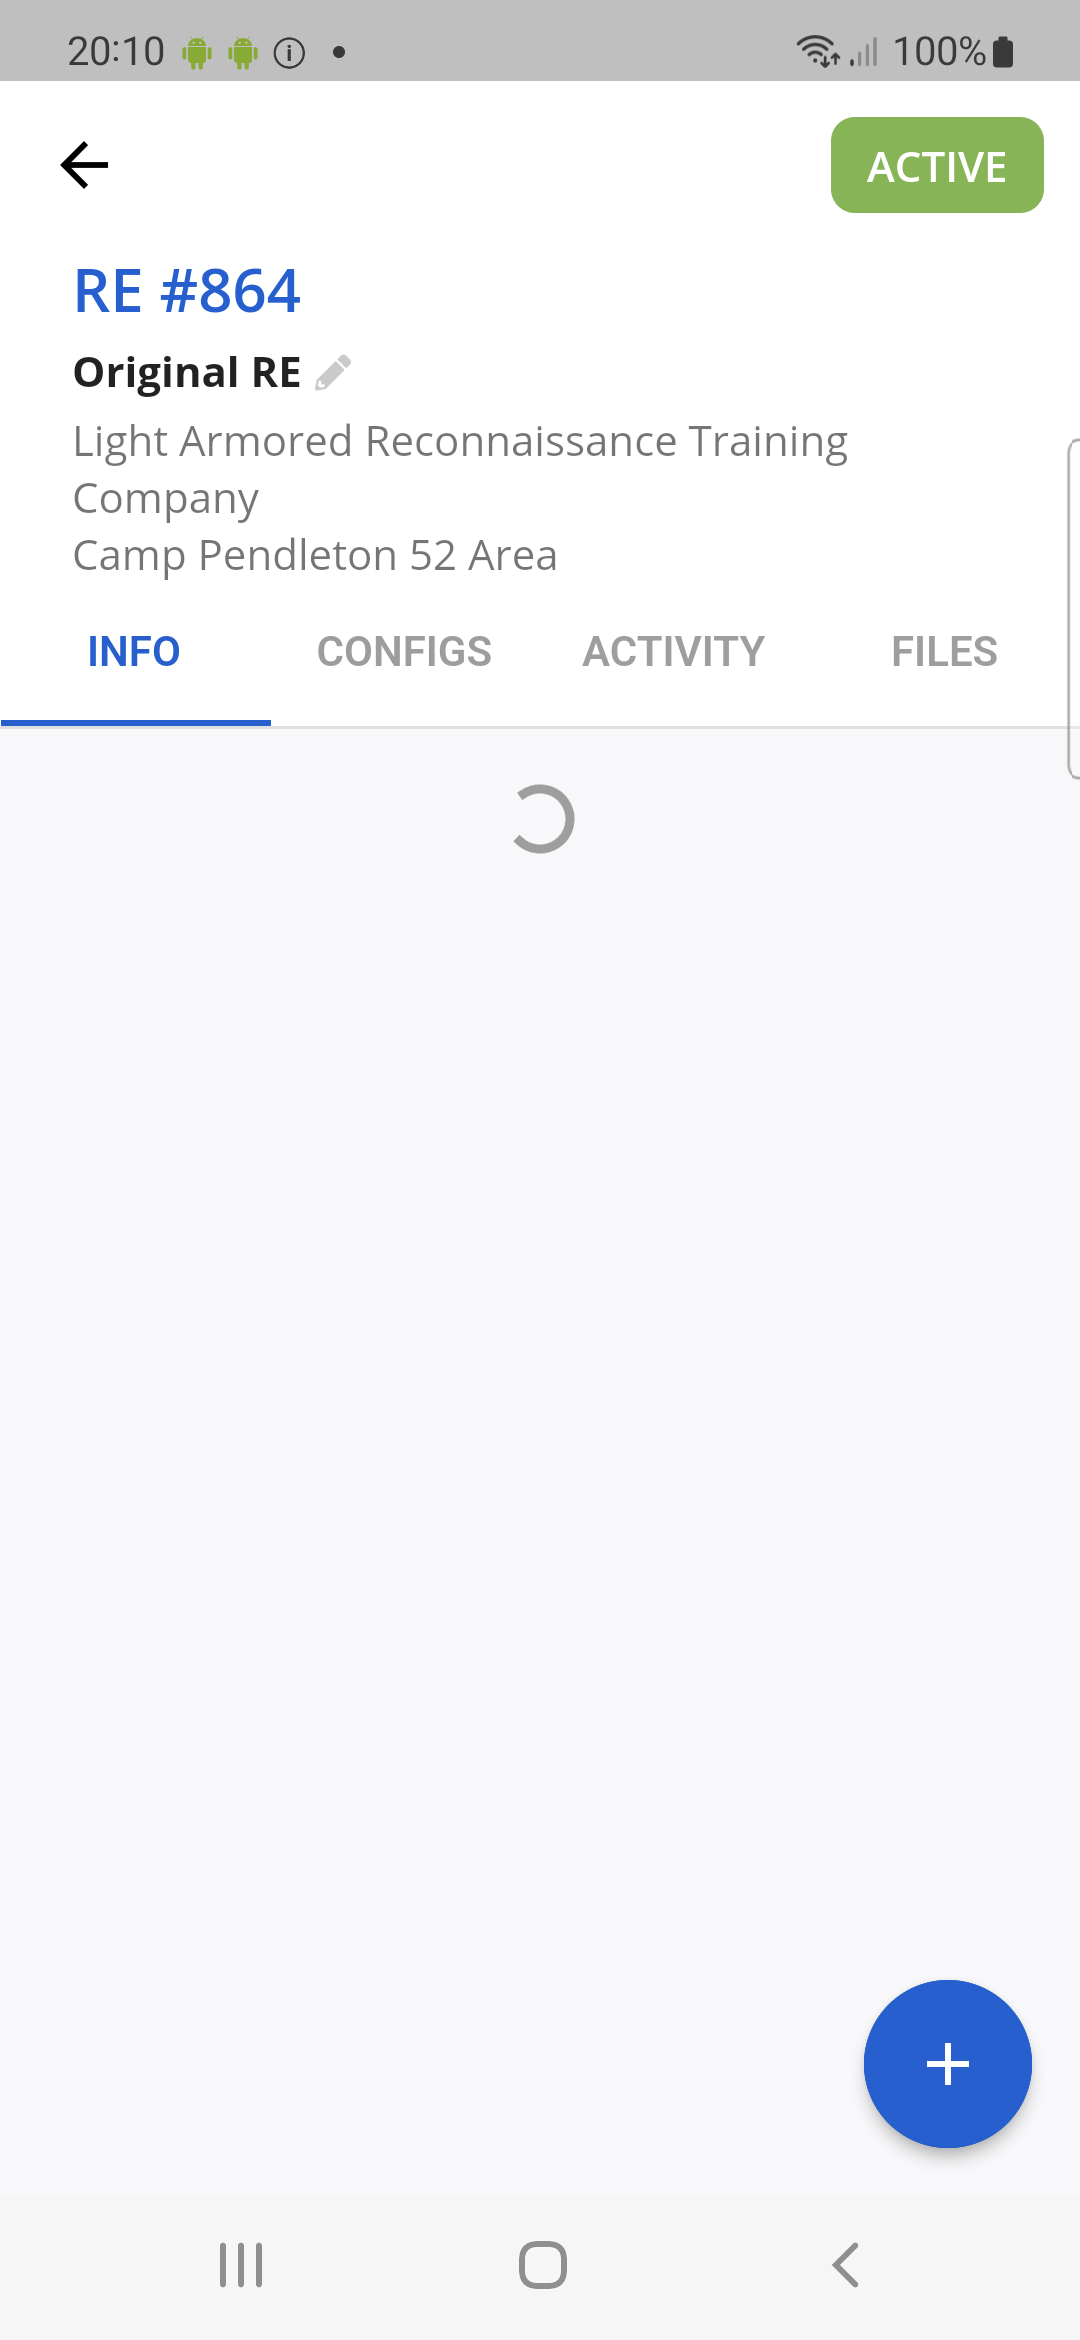 20:10
100%
ACTIVE
RE #864
Original RE
Light Armored Reconnaissance Training
Company
Camp Pendleton 52 Area
INFO CONFIGS ACTIVITY FILES